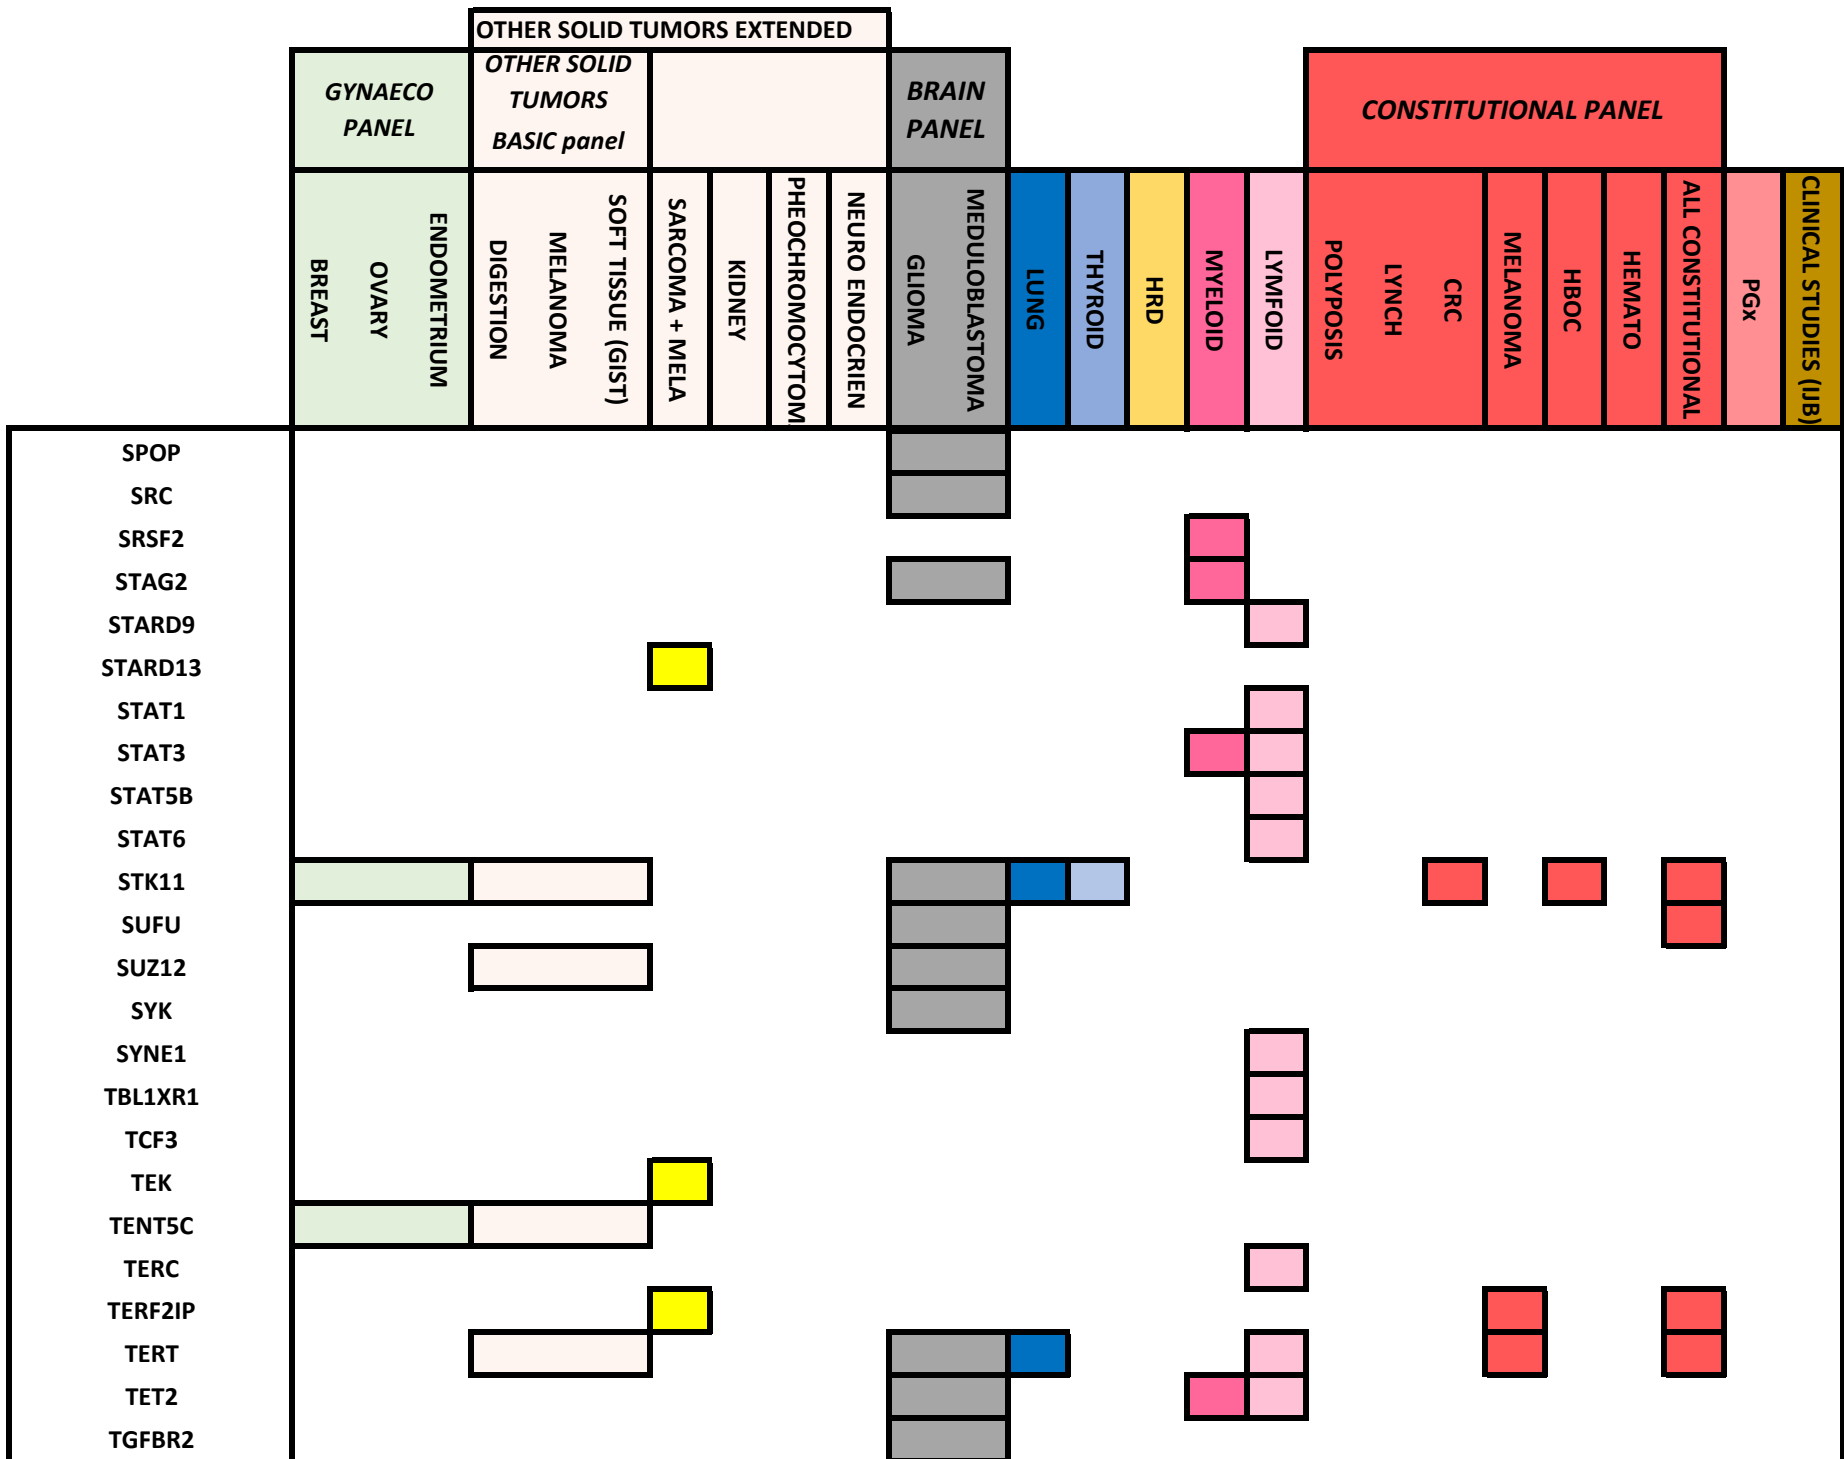 OTHER SOLID TUMORS EXTENDED
GYNAECO
PANEL
OTHER SOLID
TUMORS
BASIC panel
BRAIN
PANEL
CONSTITUTIONAL PANEL
BREAST
OVARY
ENDOMETRIUM
DIGESTION
MELANOMA
SOFT TISSUE (GIST)
SARCOMA + MELA
KIDNEY
PHEOCHROMOCYTOM
NEURO ENDOCRIEN
GLIOMA
MEDULOBLASTOMA
LUNG
THYROID
HRD
MYELOID
LYMFOID
POLYPOSIS
LYNCH
CRC
MELANOMA
HBOC
HEMATO
ALL CONSTITUTIONAL
PGx
CLINICAL STUDIES (IJB)
SPOP
SRC
SRSF2
STAG2
STARD9
STARD13
STAT1
STAT3
STAT5B
STAT6
STK11
SUFU
SUZ12
SYK
SYNE1
TBL1XR1
TCF3
TEK
TENT5C
TERC
TERF2IP
TERT
TET2
TGFBR2